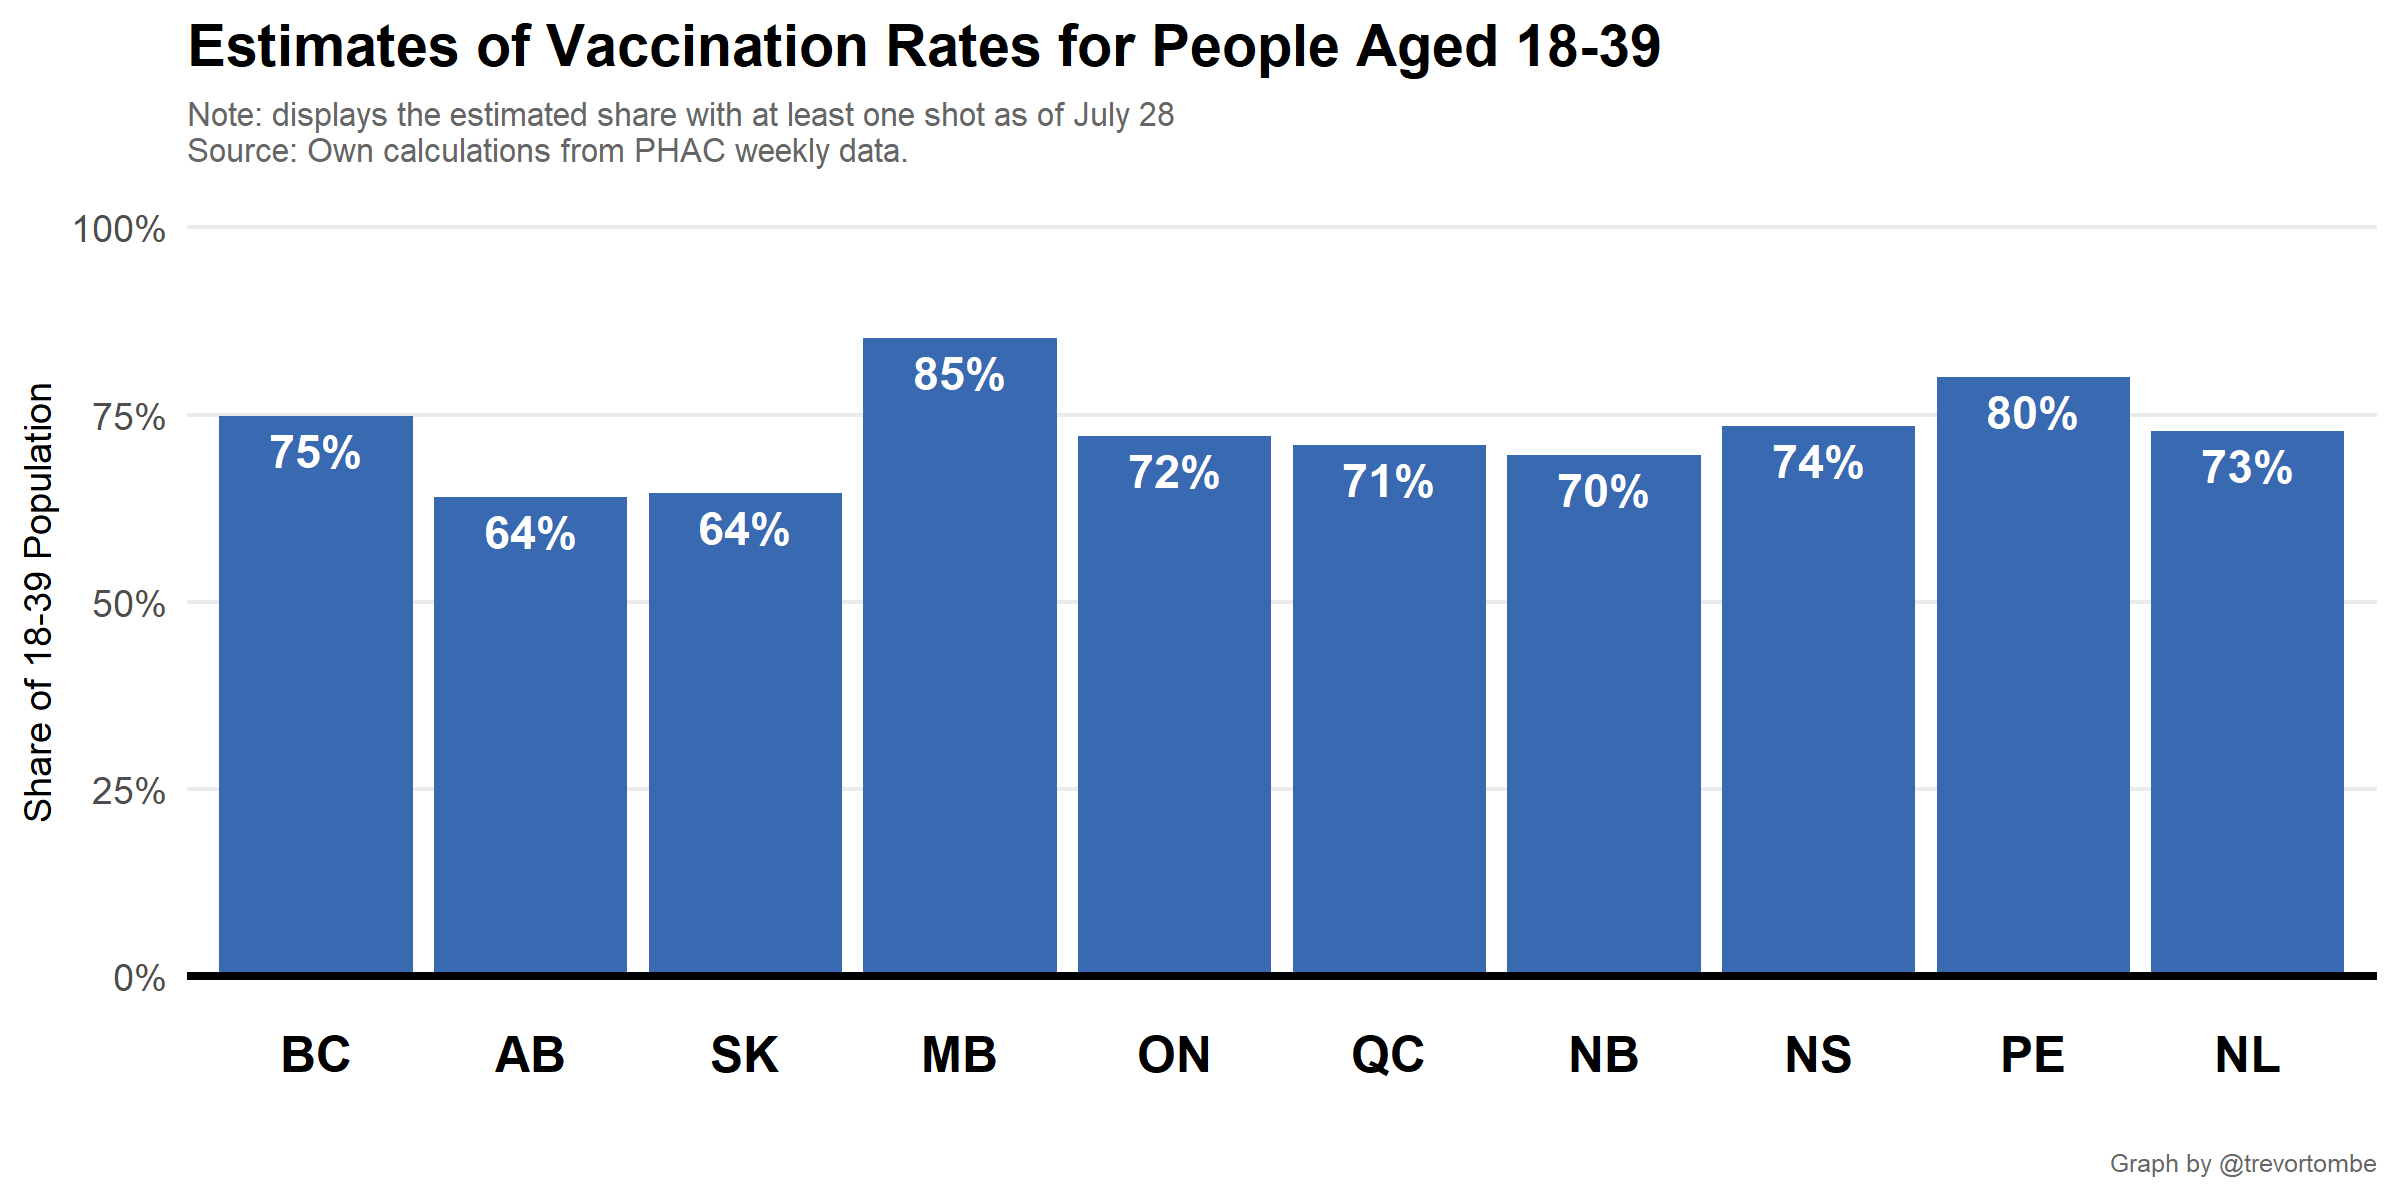 Estimates of Vaccination Rates for People Aged 18-39
Note: displays the estimated share with at least one shot as of July 28
Source: Own calculations from PHAC weekly data.
Share of 18-39 Population
100%
75%
50%
25%
0%
75%
64%
64%
85%
72%
71%
70%
74%
80%
73%
BC
AB
SK
MB
ON
QC
NB
NS
PE
NL
Graph by @trevortombe